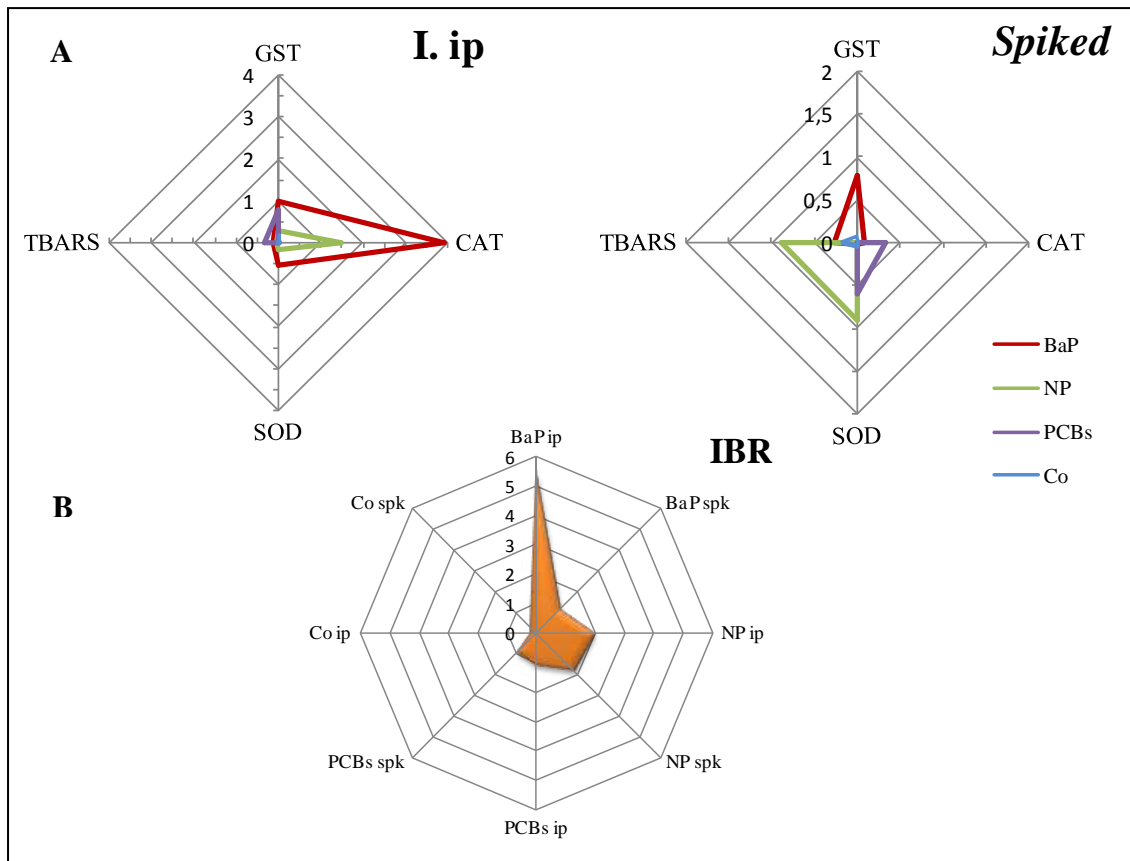 A
I. ip
Spiked
GST
4
3
2
1
0
TBARS
CAT
SOD
GST
2
1,5
1
0,5
0
TBARS
CAT
SOD
BaP
NP
PCBs
Co
B
IBR
BaP ip
6
5
4
3
2
1
0
BaP spk
NP ip
NP spk
PCBs ip
PCBs spk
Co ip
Co spk